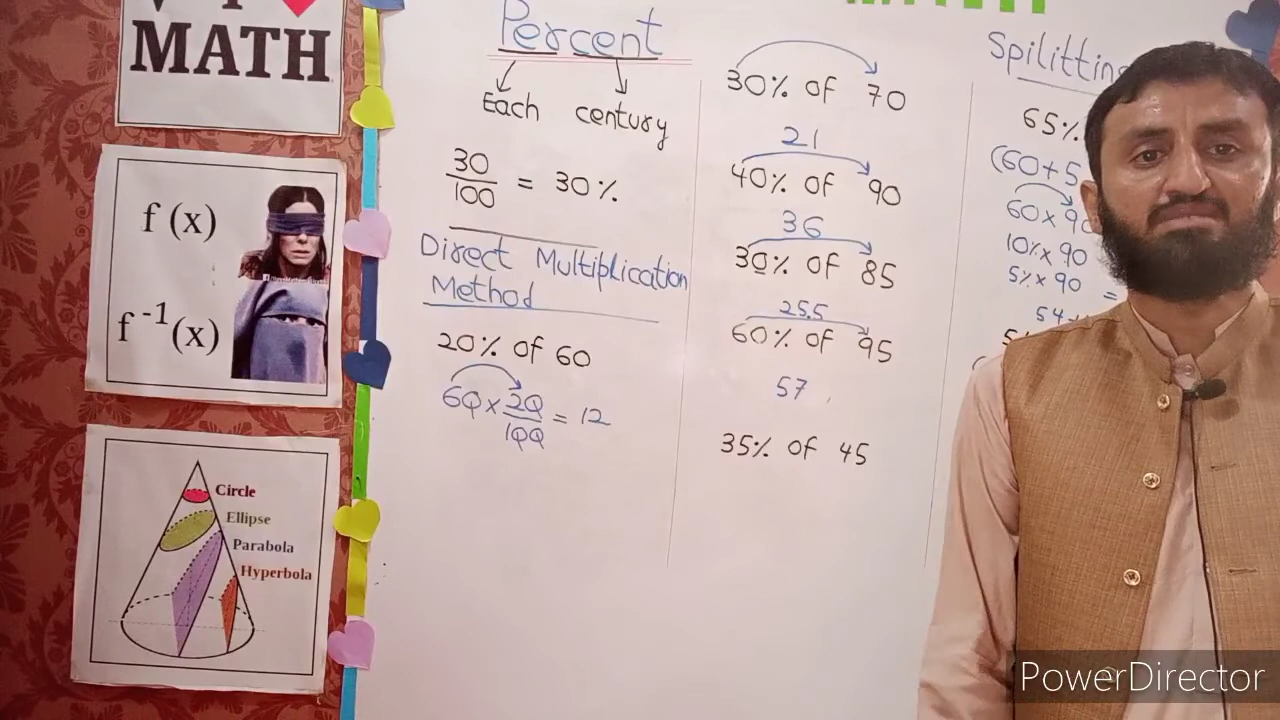 MATH
f (x)
f⁻¹(x)
Circle
Ellipse
Parabola
Hyperbola
Percent
Each century
30/100 = 30%
Direct Multiplication
Method
20% of 60
60 × 20/100 = 12
30% of 70
21
40% of 90
36
30% of 85
25.5
60% of 95
57
35% of 45
65%
(60+5
60 × 90
10% × 90
5% × 90 =
54
PowerDirector